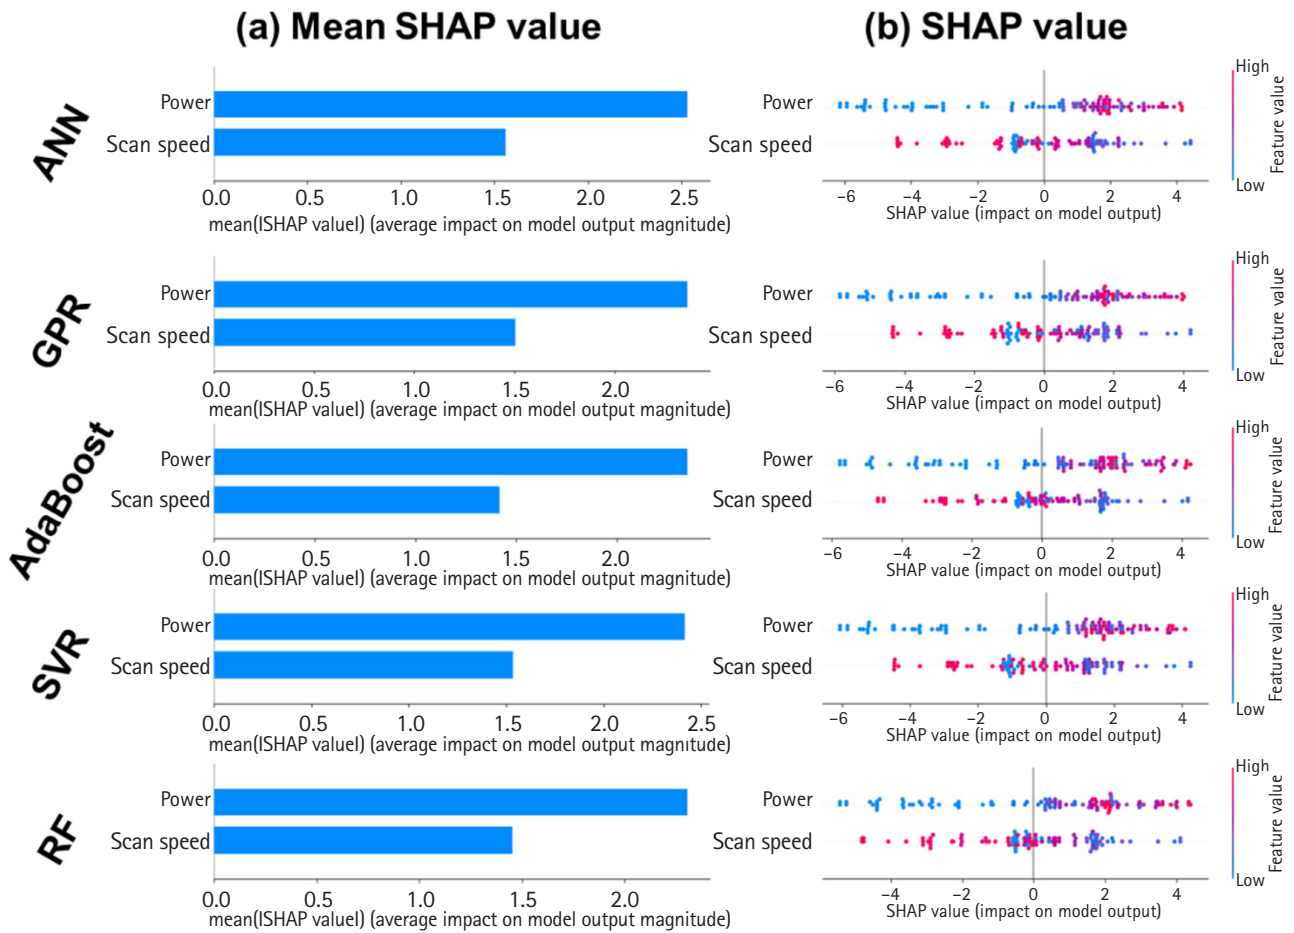 (a) Mean SHAP value
(b) SHAP value
ANN
Power
Scan speed
0.0 0.5 1.0 1.5 2.0 2.5
mean(ISHAP valueI) (average impact on model output magnitude)
Power
Scan speed
−6 −4 −2 0 2 4
SHAP value (impact on model output)
High
Low
Feature value
GPR
Power
Scan speed
0.0 0.5 1.0 1.5 2.0
mean(ISHAP valueI) (average impact on model output magnitude)
Power
Scan speed
−6 −4 −2 0 2 4
SHAP value (impact on model output)
High
Low
Feature value
AdaBoost
Power
Scan speed
0.0 0.5 1.0 1.5 2.0
mean(ISHAP valueI) (average impact on model output magnitude)
Power
Scan speed
−6 −4 −2 0 2 4
SHAP value (impact on model output)
High
Low
Feature value
SVR
Power
Scan speed
0.0 0.5 1.0 1.5 2.0 2.5
mean(ISHAP valueI) (average impact on model output magnitude)
Power
Scan speed
−6 −4 −2 0 2 4
SHAP value (impact on model output)
High
Low
Feature value
RF
Power
Scan speed
0.0 0.5 1.0 1.5 2.0
mean(ISHAP valueI) (average impact on model output magnitude)
Power
Scan speed
−4 −2 0 2 4
SHAP value (impact on model output)
High
Low
Feature value